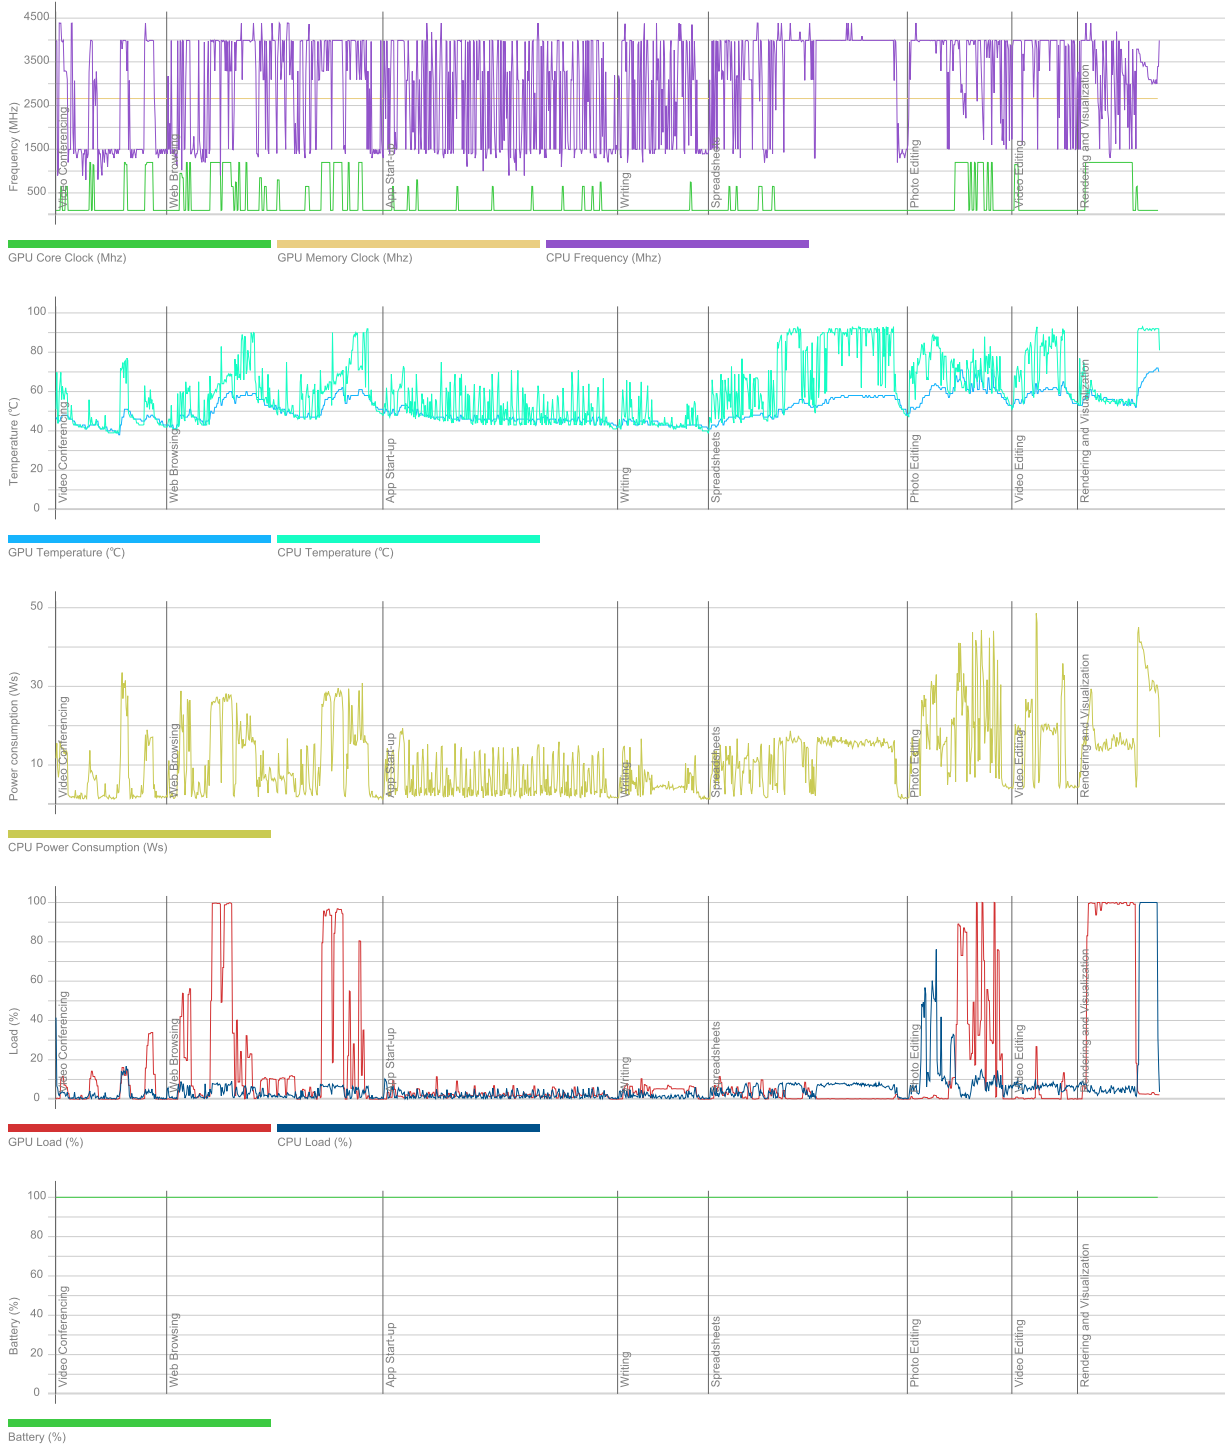 4500
3500
2500
1500
500
Frequency (MHz)
Video Conferencing
Web Browsing
App Start-up
Writing
Spreadsheets
Photo Editing
Video Editing
Rendering and Visualization
GPU Core Clock (Mhz)
GPU Memory Clock (Mhz)
CPU Frequency (Mhz)
100
80
60
40
20
0
Temperature (℃)
Video Conferencing
Web Browsing
App Start-up
Writing
Spreadsheets
Photo Editing
Video Editing
Rendering and Visualization
GPU Temperature (℃)
CPU Temperature (℃)
50
30
10
Power consumption (Ws)
Video Conferencing
Web Browsing
App Start-up
Writing
Spreadsheets
Photo Editing
Video Editing
Rendering and Visualization
CPU Power Consumption (Ws)
100
80
60
40
20
0
Load (%)
Video Conferencing
Web Browsing
App Start-up
Writing
Spreadsheets
Photo Editing
Video Editing
Rendering and Visualization
GPU Load (%)
CPU Load (%)
100
80
60
40
20
0
Battery (%)
Video Conferencing
Web Browsing
App Start-up
Writing
Spreadsheets
Photo Editing
Video Editing
Rendering and Visualization
Battery (%)